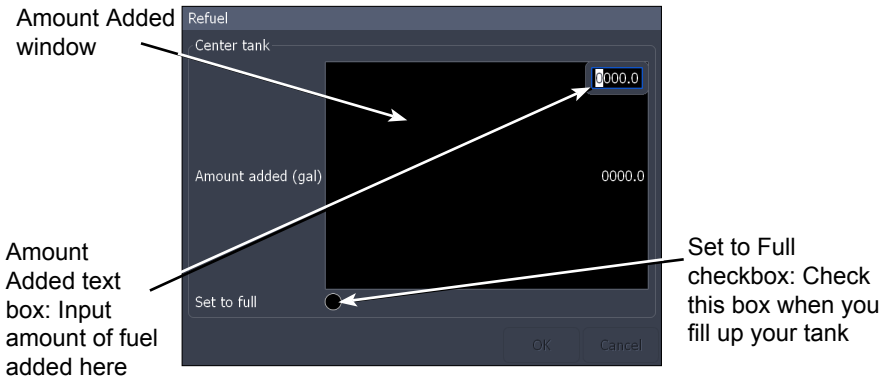 Amount Added
window
Refuel
Center tank
0000.0
Amount added (gal)
0000.0
Set to full
OK
Cancel
Amount
Added text
box: Input
amount of fuel
added here
Set to Full
checkbox: Check
this box when you
fill up your tank